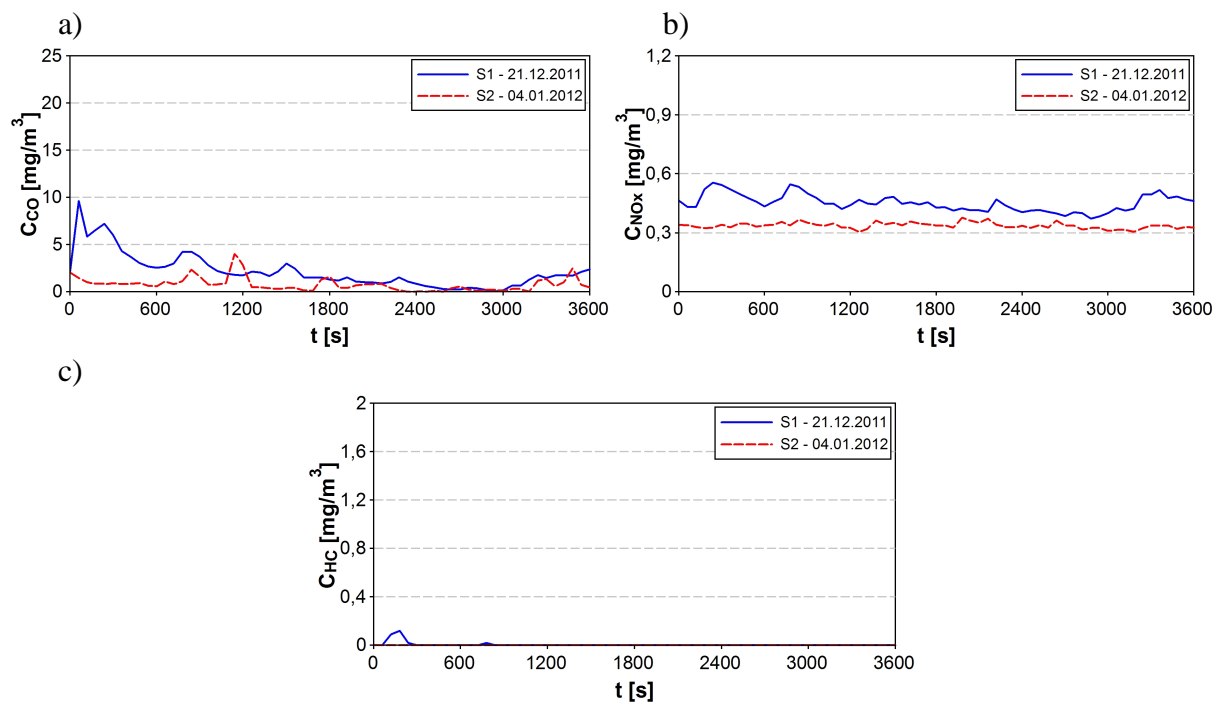 a)
25
20
15
10
5
0
C_CO [mg/m³]
S1 - 21.12.2011
S2 - 04.01.2012
0 600 1200 1800 2400 3000 3600
t [s]
b)
1,2
0,9
0,6
0,3
0
C_NOx [mg/m³]
S1 - 21.12.2011
S2 - 04.01.2012
0 600 1200 1800 2400 3000 3600
t [s]
c)
2
1,6
1,2
0,8
0,4
0
C_HC [mg/m³]
S1 - 21.12.2011
S2 - 04.01.2012
0 600 1200 1800 2400 3000 3600
t [s]